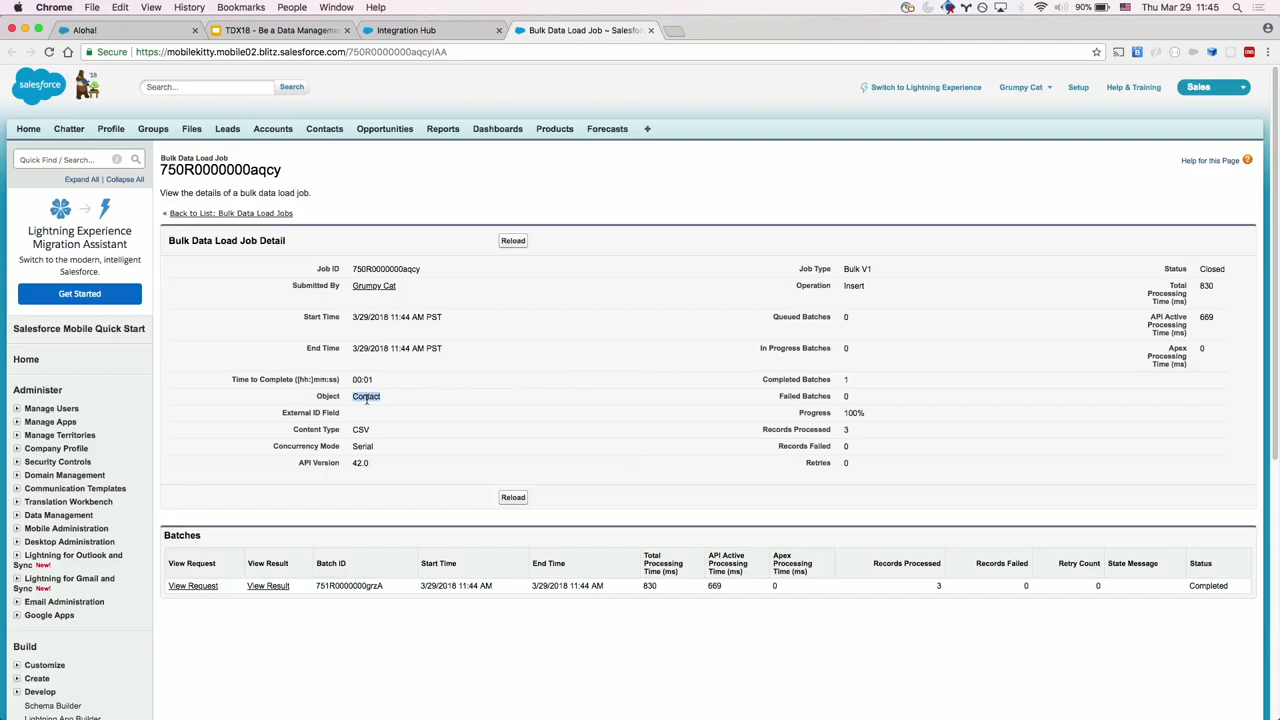 Chrome File Edit View History Bookmarks People Window Help 90% Thu Mar 29 11:45
Aloha! TDX18 - Be a Data Manageme Integration Hub Bulk Data Load Job ~ Salesfo
Secure https://mobilekitty.mobile02.blitz.salesforce.com/750R0000000aqcyIAA
salesforce '18 Search... Search Switch to Lightning Experience Grumpy Cat Setup Help & Training Sales
Home Chatter Profile Groups Files Leads Accounts Contacts Opportunities Reports Dashboards Products Forecasts +
Quick Find / Search...
Expand All | Collapse All
Lightning Experience
Migration Assistant
Switch to the modern, intelligent
Salesforce.
Get Started
Salesforce Mobile Quick Start
Home
Administer
Manage Users
Manage Apps
Manage Territories
Company Profile
Security Controls
Domain Management
Communication Templates
Translation Workbench
Data Management
Mobile Administration
Desktop Administration
Lightning for Outlook and
Sync New!
Lightning for Gmail and
Sync New!
Email Administration
Google Apps
Build
Customize
Create
Develop
Schema Builder
Lightning App Builder
Bulk Data Load Job
750R0000000aqcy
Help for this Page
View the details of a bulk data load job.
« Back to List: Bulk Data Load Jobs
Bulk Data Load Job Detail Reload
Job ID 750R0000000aqcy Job Type Bulk V1 Status Closed
Submitted By Grumpy Cat Operation Insert Total Processing Time (ms) 830
Start Time 3/29/2018 11:44 AM PST Queued Batches 0 API Active Processing Time (ms) 669
End Time 3/29/2018 11:44 AM PST In Progress Batches 0 Apex Processing Time (ms) 0
Time to Complete ([hh:]mm:ss) 00:01 Completed Batches 1
Object Contact Failed Batches 0
External ID Field Progress 100%
Content Type CSV Records Processed 3
Concurrency Mode Serial Records Failed 0
API Version 42.0 Retries 0
Reload
Batches
View Request View Result Batch ID Start Time End Time Total Processing Time (ms) API Active Processing Time (ms) Apex Processing Time (ms) Records Processed Records Failed Retry Count State Message Status
View Request View Result 751R0000000grzA 3/29/2018 11:44 AM 3/29/2018 11:44 AM 830 669 0 3 0 0 Completed